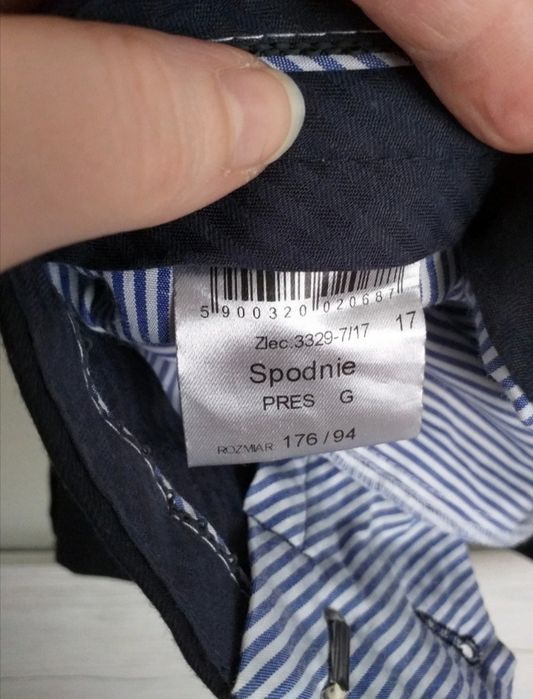 5 900320 020687
Zlec.3329-7/17 17
Spodnie
PRES G
ROZMIAR 176/94